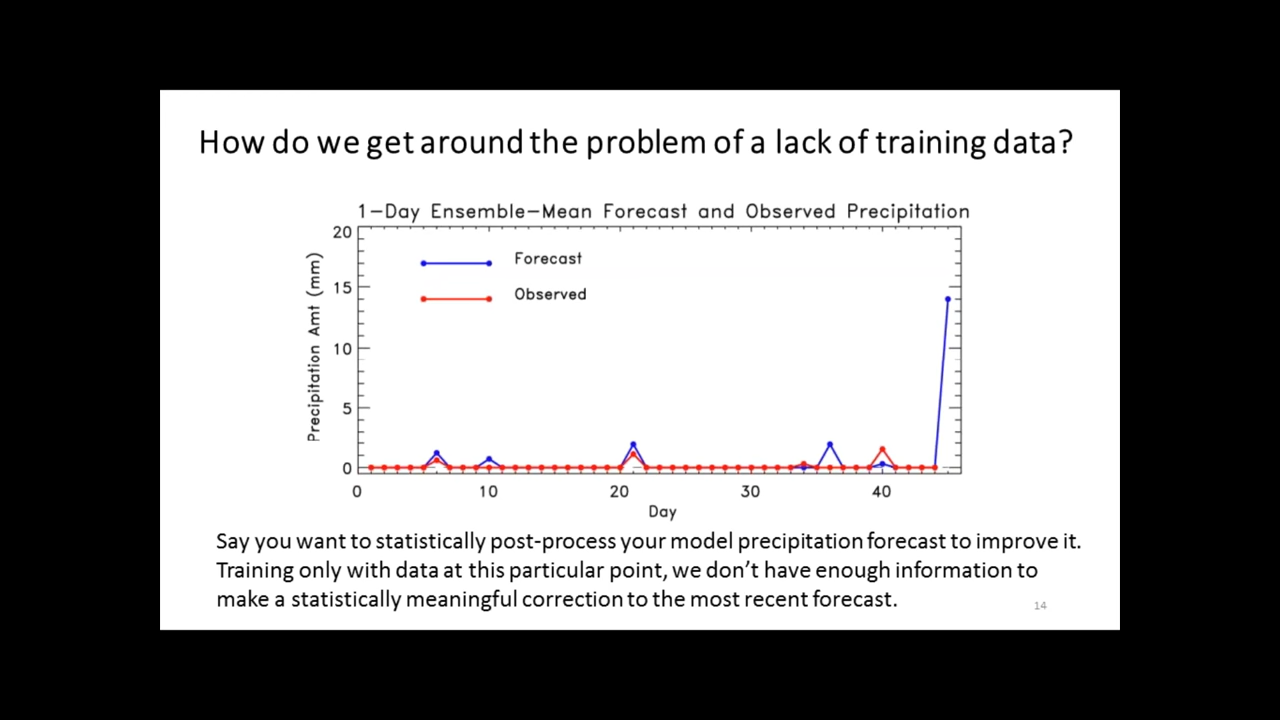 How do we get around the problem of a lack of training data?
1-Day Ensemble-Mean Forecast and Observed Precipitation
20
15
10
5
0
Precipitation Amt (mm)
Forecast
Observed
0 10 20 30 40
Day
Say you want to statistically post-process your model precipitation forecast to improve it.
Training only with data at this particular point, we don't have enough information to
make a statistically meaningful correction to the most recent forecast.
14